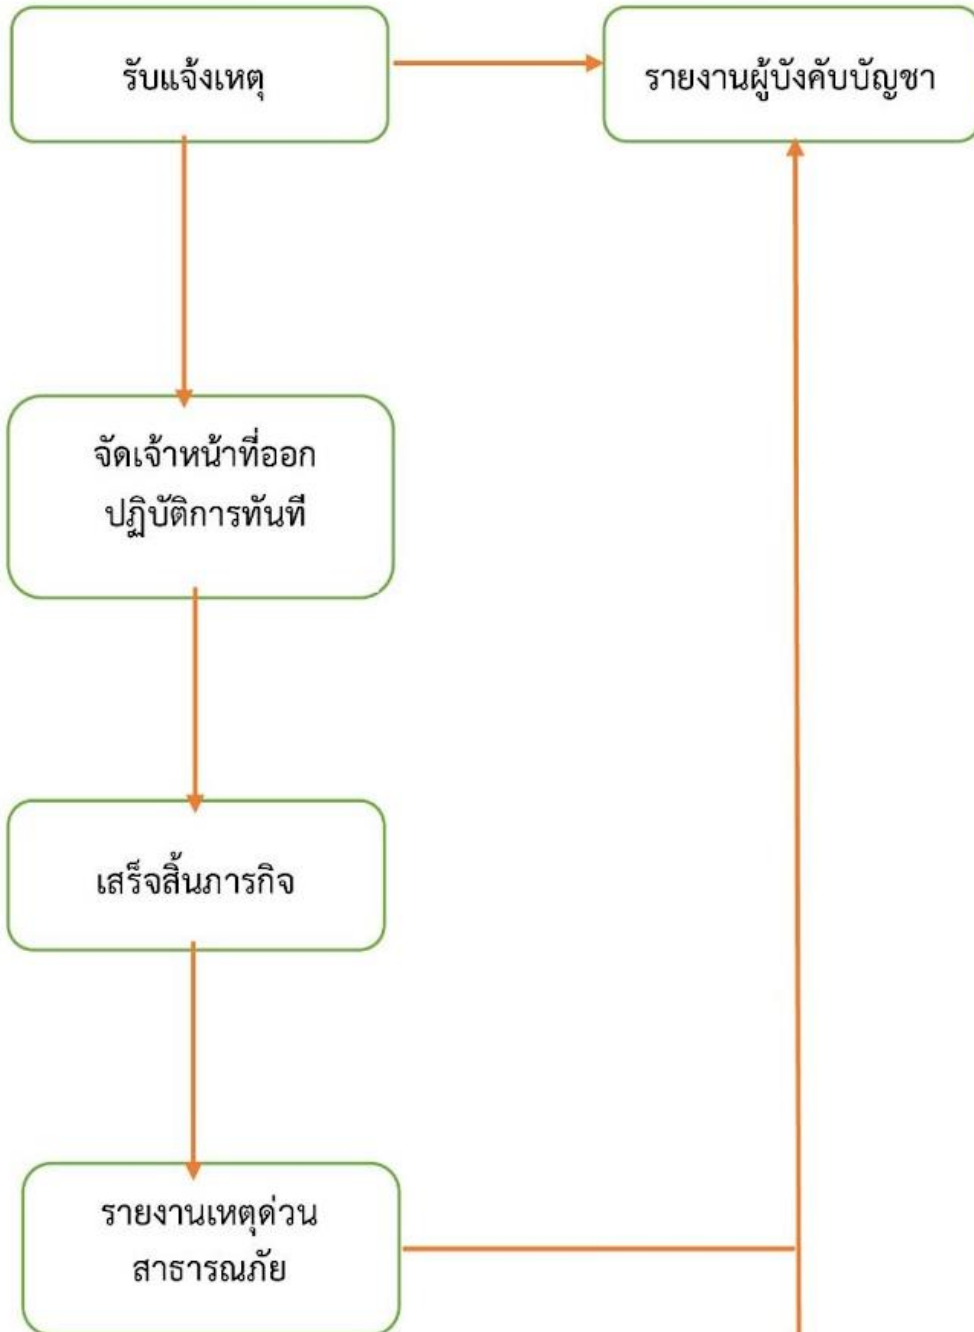 รับแจ้งเหตุ
รายงานผู้บังคับบัญชา
จัดเจ้าหน้าที่ออก
ปฏิบัติการทันที
เสร็จสิ้นภารกิจ
รายงานเหตุด่วน
สาธารณภัย